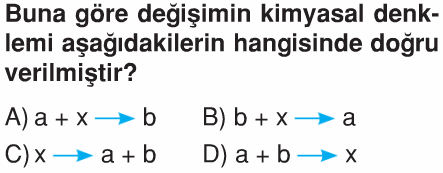 Buna göre değişimin kimyasal denk-
lemi aşağıdakilerin hangisinde doğru
verilmiştir?
A) a + x → b B) b + x → a
C) x → a + b D) a + b → x